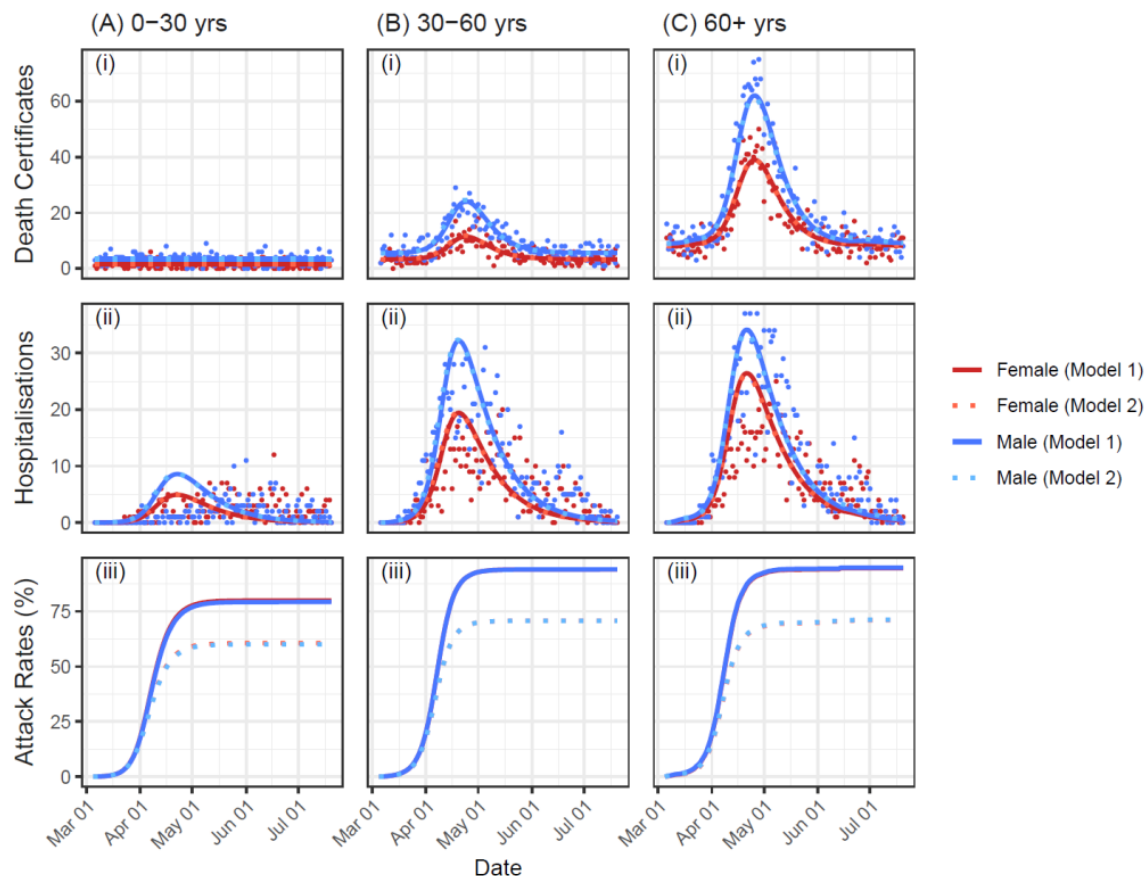 (A) 0−30 yrs
(B) 30−60 yrs
(C) 60+ yrs
Death Certificates
60
40
20
0
(i)
(i)
(i)
Hospitalisations
30
20
10
0
(ii)
(ii)
(ii)
Attack Rates (%)
75
50
25
0
(iii)
(iii)
(iii)
Mar 01
Apr 01
May 01
Jun 01
Jul 01
Mar 01
Apr 01
May 01
Jun 01
Jul 01
Mar 01
Apr 01
May 01
Jun 01
Jul 01
Date
Female (Model 1)
Female (Model 2)
Male (Model 1)
Male (Model 2)